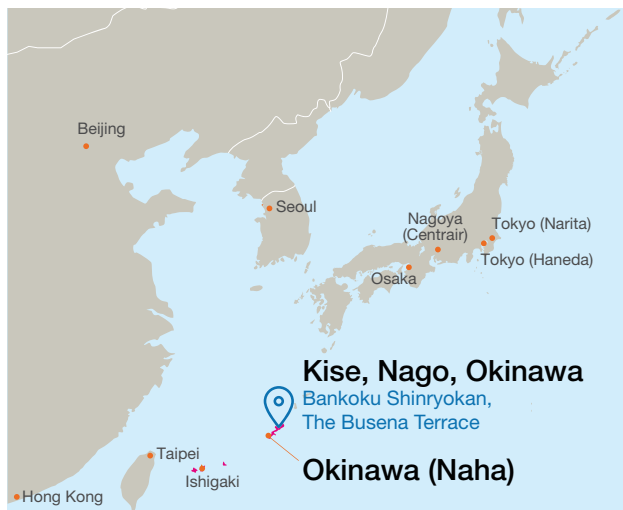 Beijing
Seoul
Nagoya
(Centrair)
Tokyo (Narita)
Tokyo (Haneda)
Osaka
Kise, Nago, Okinawa
Bankoku Shinryokan,
The Busena Terrace
Taipei
Ishigaki
Okinawa (Naha)
Hong Kong